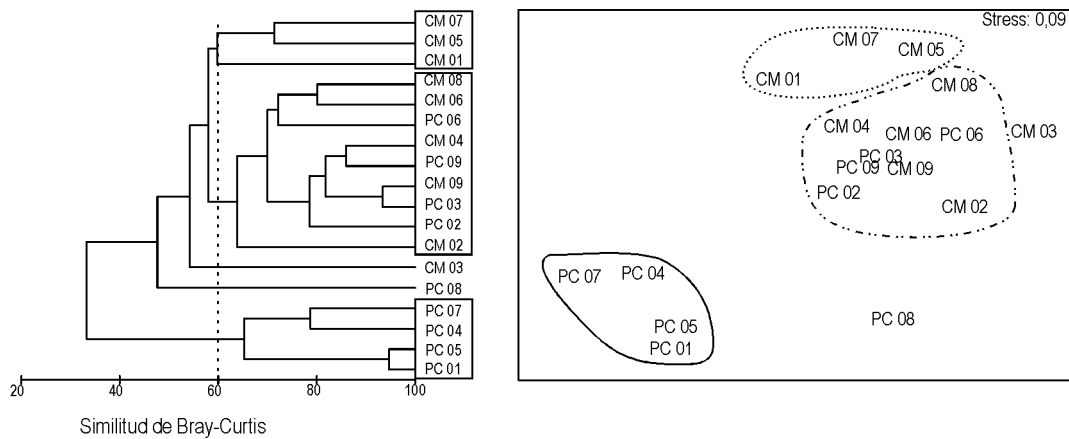 CM 07
CM 05
CM 01
CM 08
CM 06
PC 06
CM 04
PC 09
CM 09
PC 03
PC 02
CM 02
CM 03
PC 08
PC 07
PC 04
PC 05
PC 01
20 40 60 80 100
Similitud de Bray-Curtis
Stress: 0,09
CM 07
CM 05
CM 01
CM 08
CM 04
CM 06 PC 06 CM 03
PC 03
PC 09 CM 09
PC 02
CM 02
PC 07 PC 04
PC 08
PC 05
PC 01